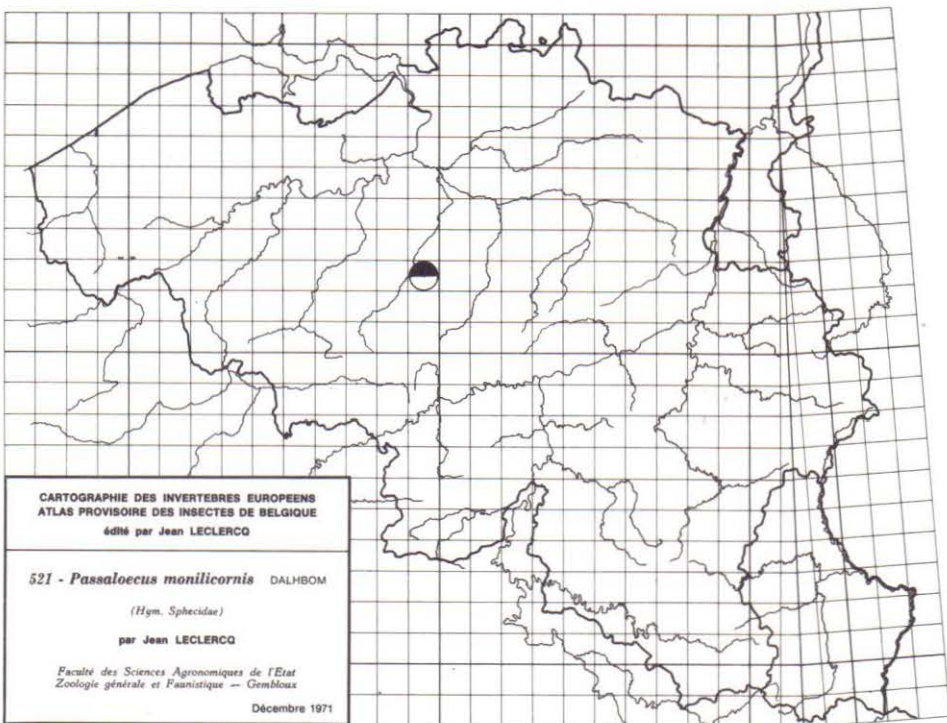 CARTOGRAPHIE DES INVERTEBRES EUROPEENS
ATLAS PROVISOIRE DES INSECTES DE BELGIQUE
édité par Jean LECLERCQ
521 - Passaloecus monilicornis DALHBOM
(Hym. Sphecidae)
par Jean LECLERCQ
Faculté des Sciences Agronomiques de l'Etat
Zoologie générale et Faunistique — Gembloux
Décembre 1971